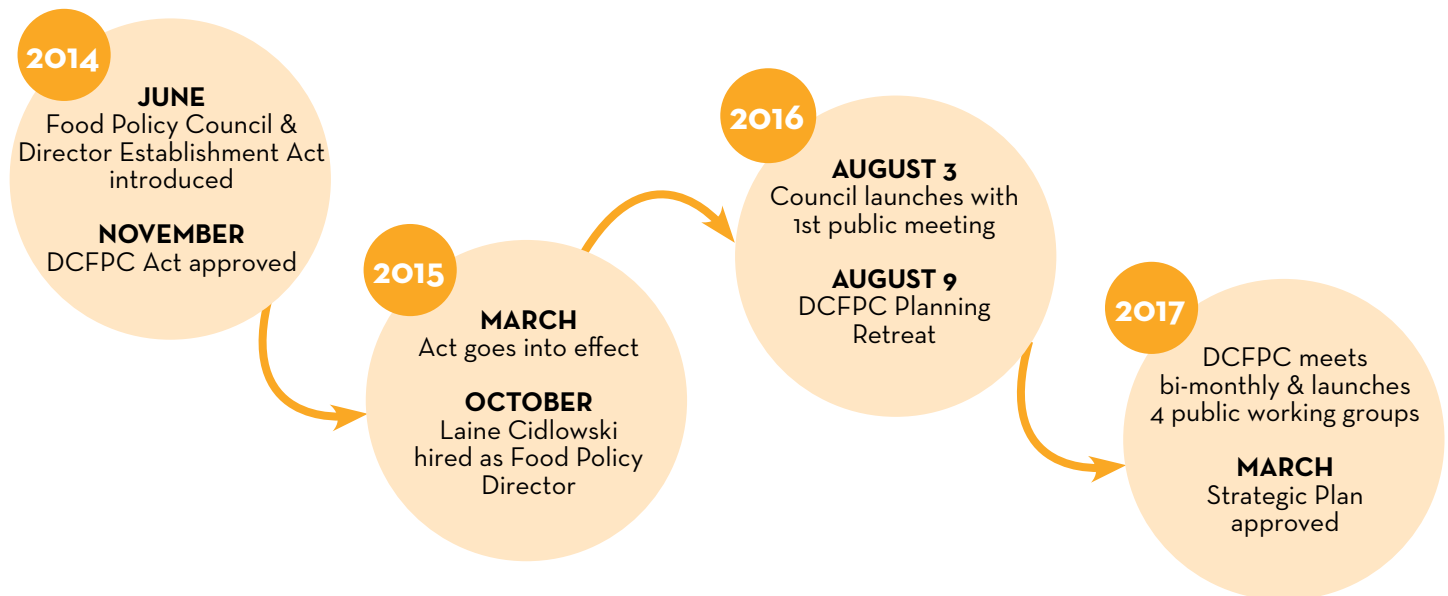 2014
JUNE
Food Policy Council &
Director Establishment Act
introduced
NOVEMBER
DCFPC Act approved
2015
MARCH
Act goes into effect
OCTOBER
Laine Cidlowski
hired as Food Policy
Director
2016
AUGUST 3
Council launches with
1st public meeting
AUGUST 9
DCFPC Planning
Retreat
2017
DCFPC meets
bi-monthly & launches
4 public working groups
MARCH
Strategic Plan
approved